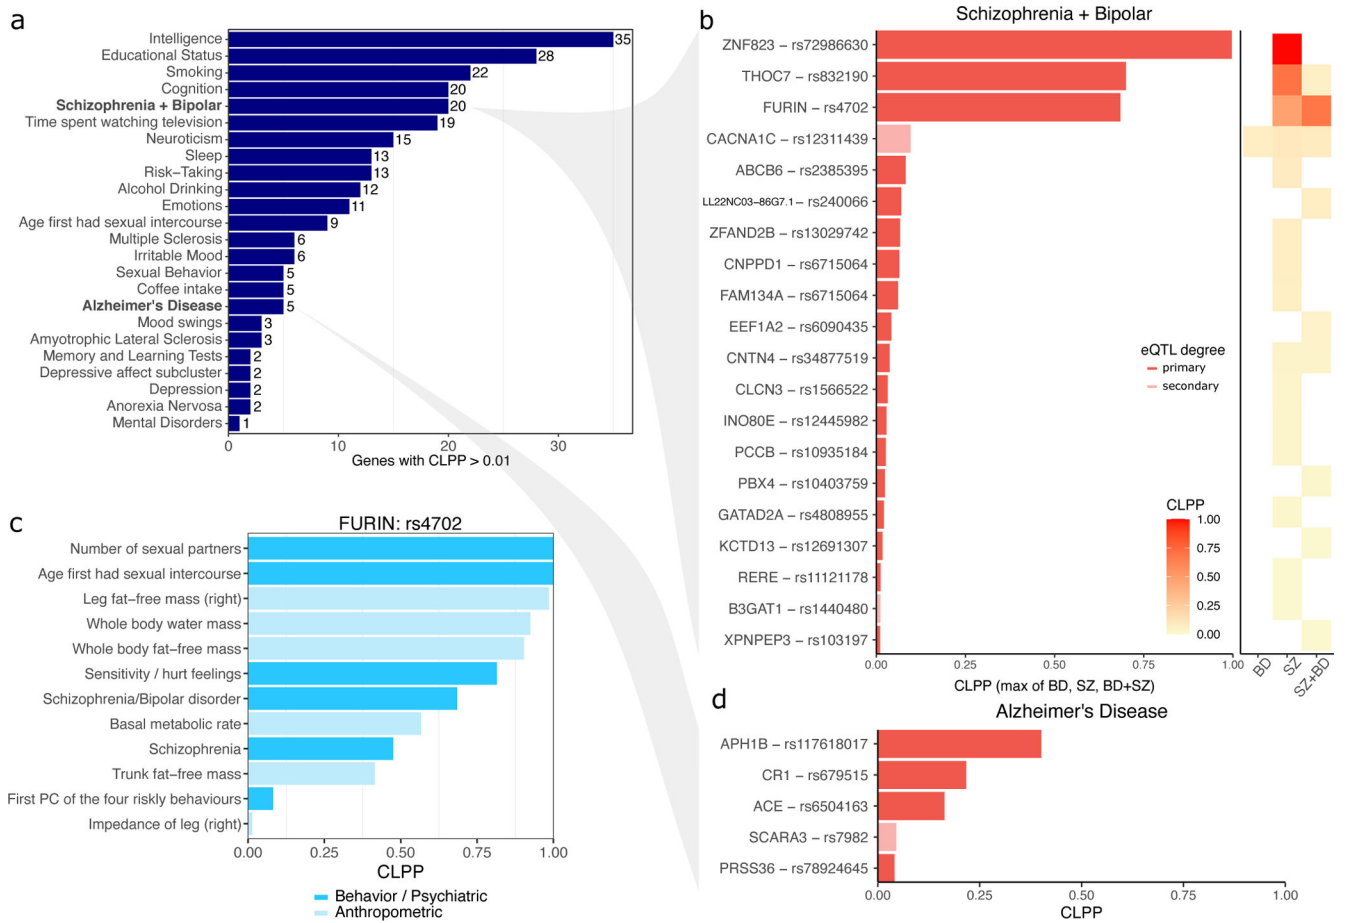 a
Intelligence 35
Educational Status 28
Smoking 22
Cognition 20
Schizophrenia + Bipolar 20
Time spent watching television 19
Neuroticism 15
Sleep 13
Risk−Taking 13
Alcohol Drinking 12
Emotions 11
Age first had sexual intercourse 9
Multiple Sclerosis 6
Irritable Mood 6
Sexual Behavior 5
Coffee intake 5
Alzheimer's Disease 5
Mood swings 3
Amyotrophic Lateral Sclerosis 3
Memory and Learning Tests 2
Depressive affect subcluster 2
Depression 2
Anorexia Nervosa 2
Mental Disorders 1
0 10 20 30
Genes with CLPP > 0.01
b
Schizophrenia + Bipolar
ZNF823 − rs72986630
THOC7 − rs832190
FURIN − rs4702
CACNA1C − rs12311439
ABCB6 − rs2385395
LL22NC03−86G7.1 − rs240066
ZFAND2B − rs13029742
CNPPD1 − rs6715064
FAM134A − rs6715064
EEF1A2 − rs6090435
CNTN4 − rs34877519
CLCN3 − rs1566522
INO80E − rs12445982
PCCB − rs10935184
PBX4 − rs10403759
GATAD2A − rs4808955
KCTD13 − rs12691307
RERE − rs11121178
B3GAT1 − rs1440480
XPNPEP3 − rs103197
0.00 0.25 0.50 0.75 1.00
CLPP (max of BD, SZ, BD+SZ)
eQTL degree
primary
secondary
CLPP
1.00
0.75
0.50
0.25
0.00
BD SZ SZ+BD
c
FURIN: rs4702
Number of sexual partners
Age first had sexual intercourse
Leg fat−free mass (right)
Whole body water mass
Whole body fat−free mass
Sensitivity / hurt feelings
Schizophrenia/Bipolar disorder
Basal metabolic rate
Schizophrenia
Trunk fat−free mass
First PC of the four riskly behaviours
Impedance of leg (right)
0.00 0.25 0.50 0.75 1.00
CLPP
Behavior / Psychiatric
Anthropometric
d
Alzheimer's Disease
APH1B − rs117618017
CR1 − rs679515
ACE − rs6504163
SCARA3 − rs7982
PRSS36 − rs78924645
0.00 0.25 0.50 0.75 1.00
CLPP